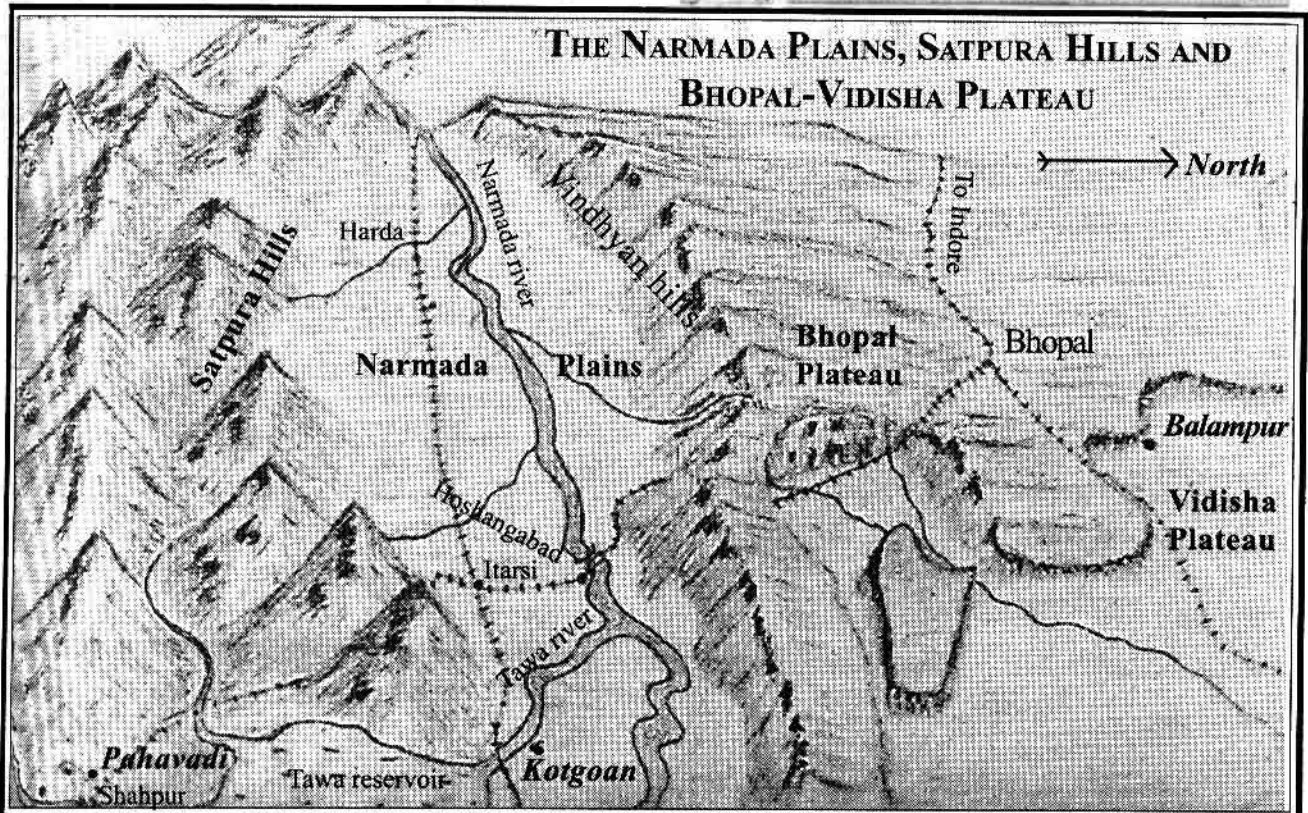 THE NARMADA PLAINS, SATPURA HILLS AND
BHOPAL-VIDISHA PLATEAU
North
To Indore
Narmada river
Vindhyan hills
Harda
Satpura Hills
Narmada Plains
Bhopal
Plateau
Bhopal
Balampur
Vidisha
Plateau
Hoshangabad
Itarsi
Tawa river
Pahavadi
Shahpur
Tawa reservoir
Kotgoan